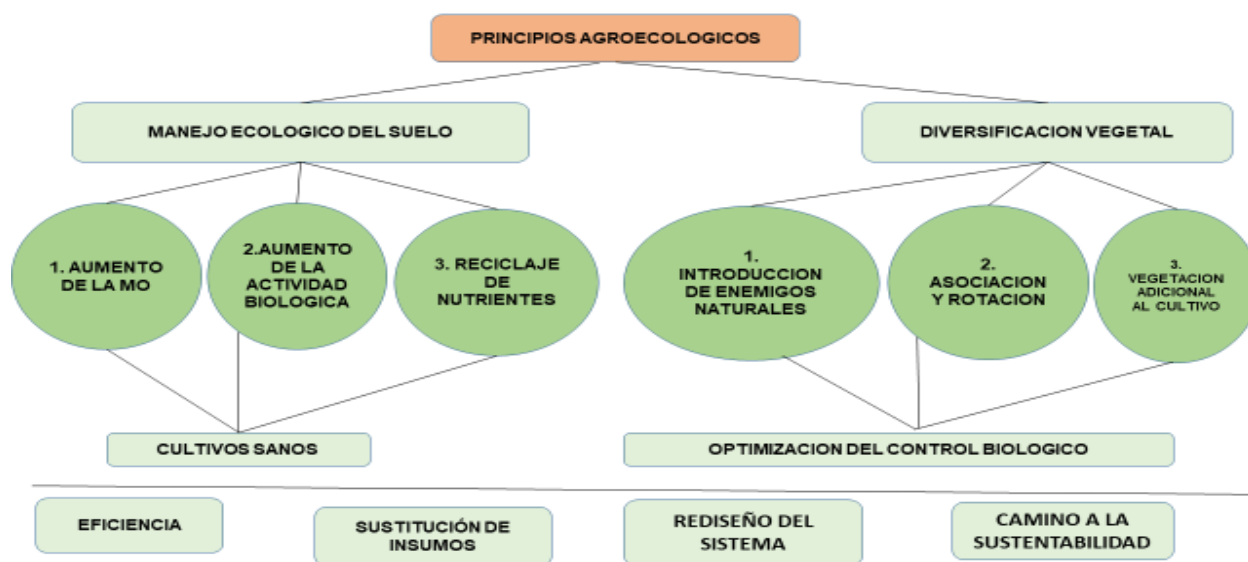 PRINCIPIOS AGROECOLOGICOS
MANEJO ECOLOGICO DEL SUELO
DIVERSIFICACION VEGETAL
1. AUMENTO
DE LA MO
2.AUMENTO
DE LA
ACTIVIDAD
BIOLOGICA
3. RECICLAJE
DE
NUTRIENTES
1.
INTRODUCCION
DE ENEMIGOS
NATURALES
2.
ASOCIACION
Y ROTACION
3.
VEGETACION
ADICIONAL
AL CULTIVO
CULTIVOS SANOS
OPTIMIZACION DEL CONTROL BIOLOGICO
EFICIENCIA
SUSTITUCIÓN DE
INSUMOS
REDISEÑO DEL
SISTEMA
CAMINO A LA
SUSTENTABILIDAD